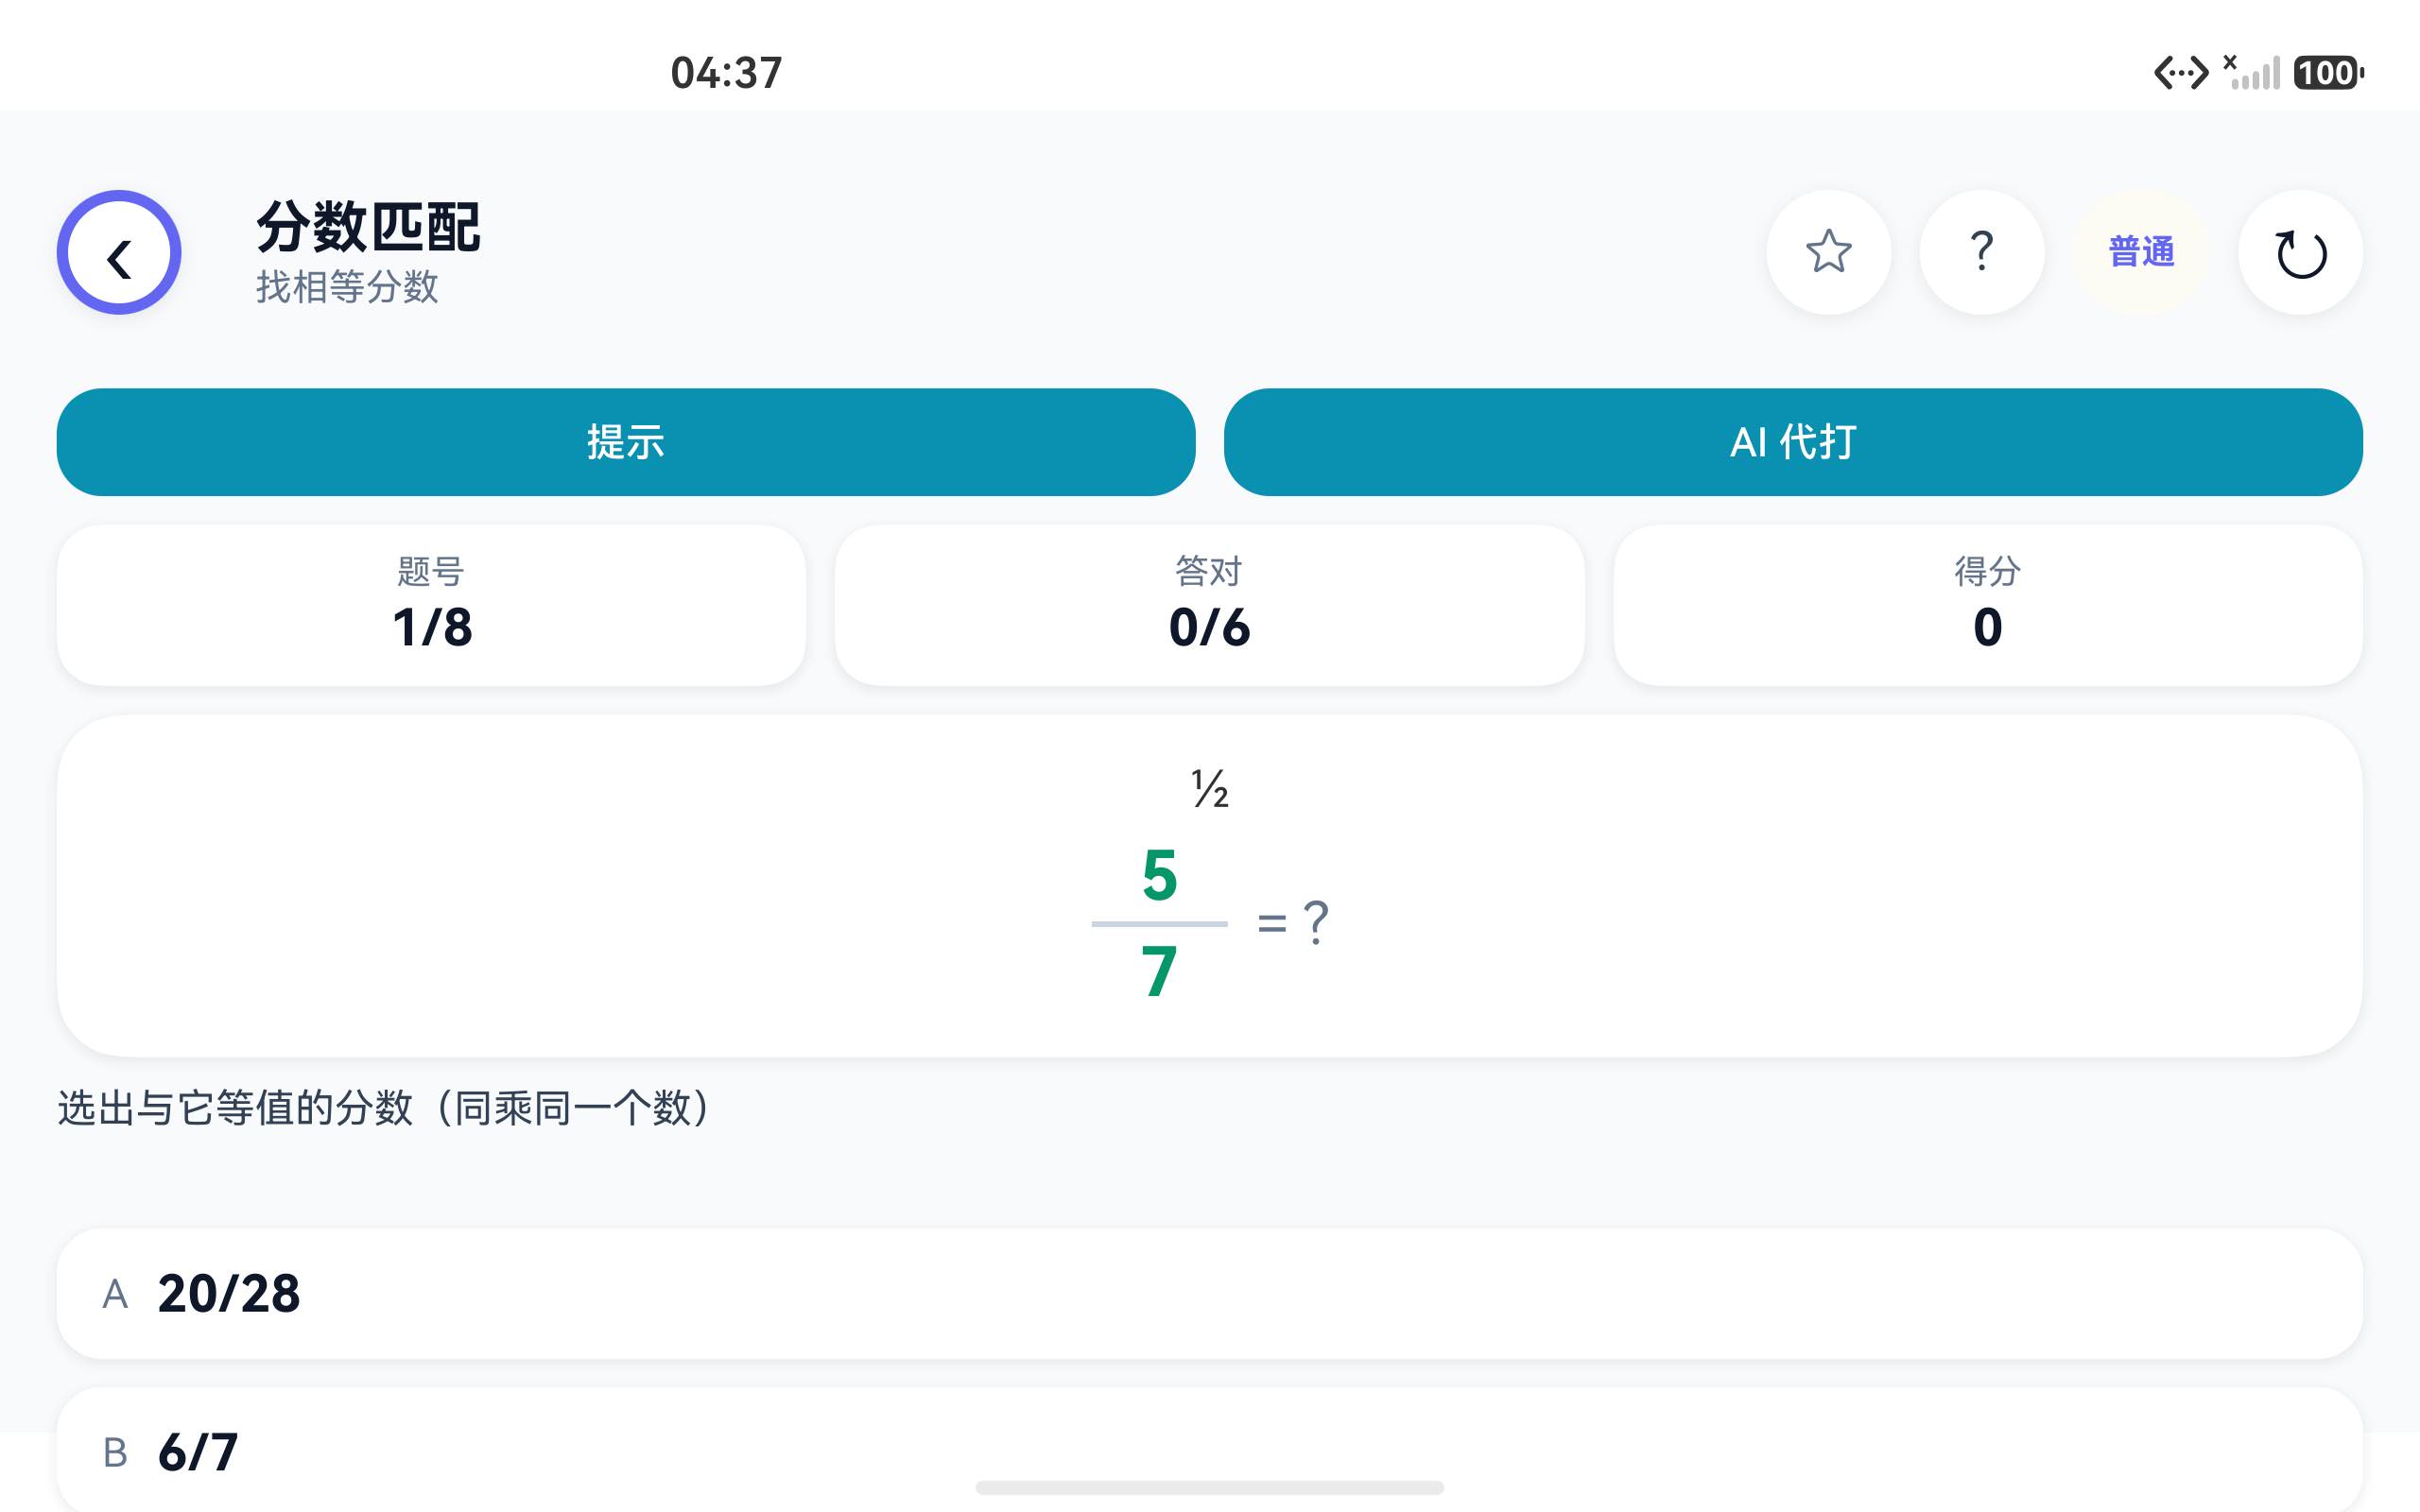 04:37
100
分数匹配
找相等分数
?
普通
提示
AI 代打
题号
1/8
答对
0/6
得分
0
½
5
7
= ?
选出与它等值的分数（同乘同一个数）
A 20/28
B 6/7